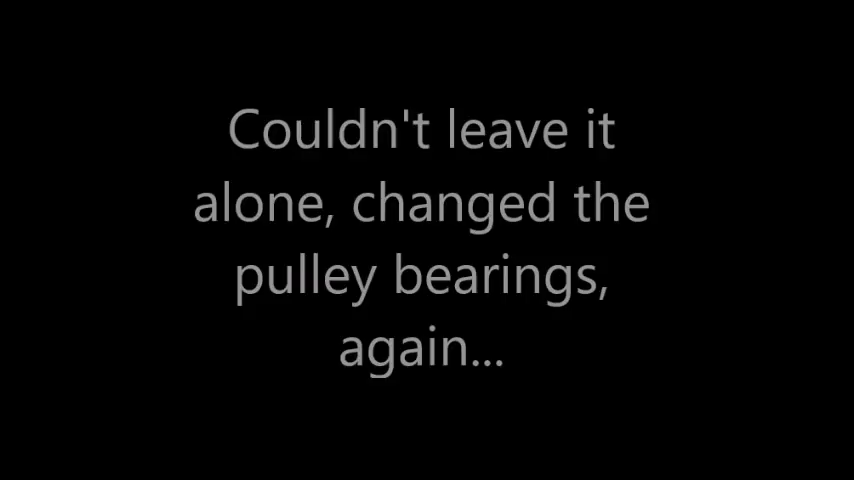 Couldn't leave it
alone, changed the
pulley bearings,
again...